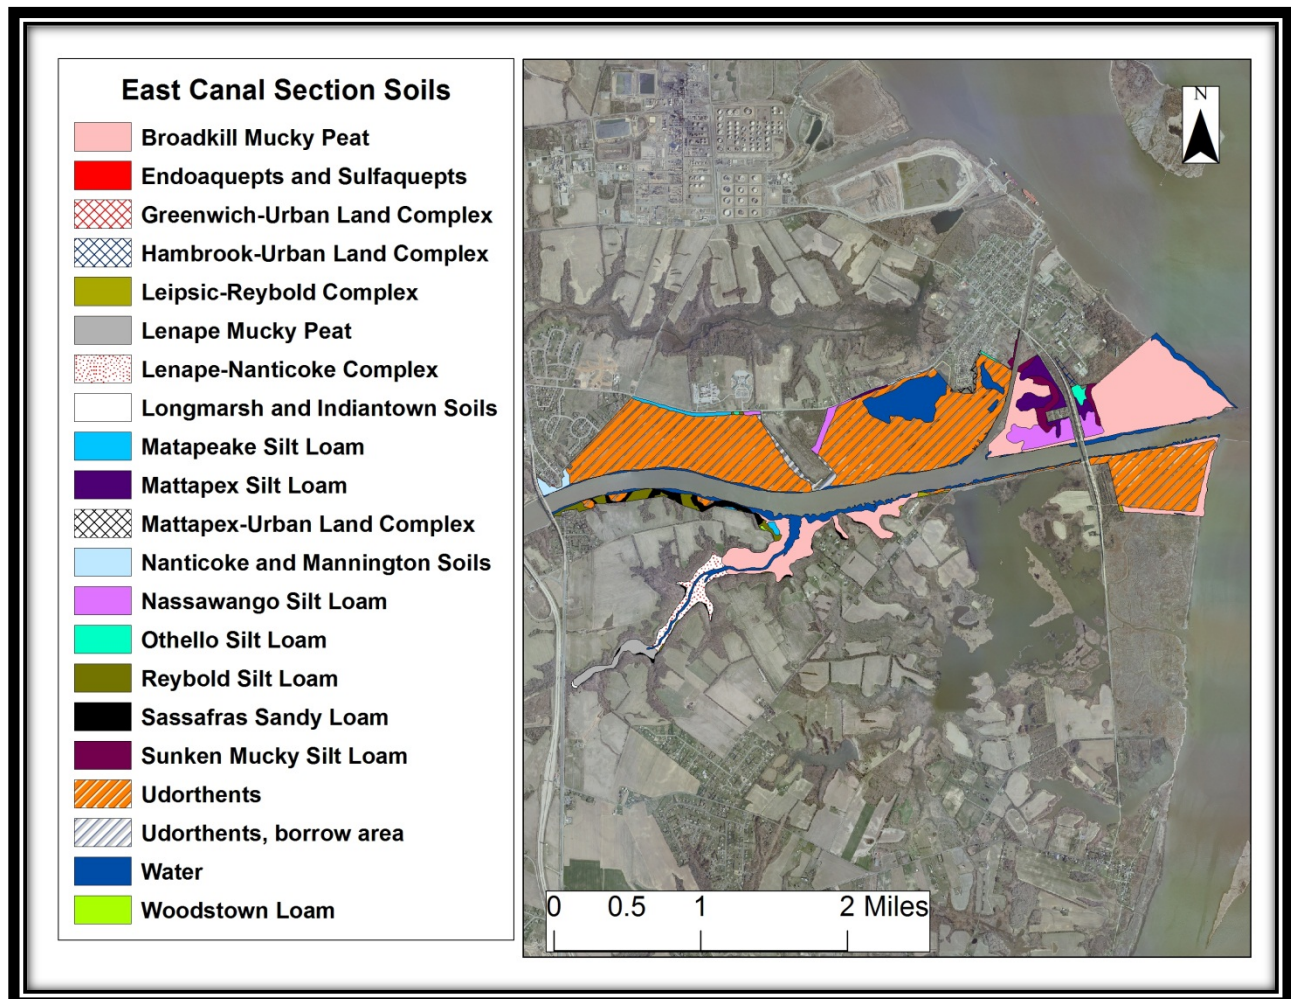 East Canal Section Soils
Broadkill Mucky Peat
Endoaquepts and Sulfaquepts
Greenwich-Urban Land Complex
Hambrook-Urban Land Complex
Leipsic-Reybold Complex
Lenape Mucky Peat
Lenape-Nanticoke Complex
Longmarsh and Indiantown Soils
Matapeake Silt Loam
Mattapex Silt Loam
Mattapex-Urban Land Complex
Nanticoke and Mannington Soils
Nassawango Silt Loam
Othello Silt Loam
Reybold Silt Loam
Sassafras Sandy Loam
Sunken Mucky Silt Loam
Udorthents
Udorthents, borrow area
Water
Woodstown Loam
N
0 0.5 1 2 Miles